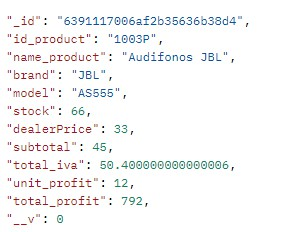 "_id": "6391117006af2b35636b38d4",
"id_product": "1003P",
"name_product": "Audifonos JBL",
"brand": "JBL",
"model": "AS555",
"stock": 66,
"dealerPrice": 33,
"subtotal": 45,
"total_iva": 50.400000000000006,
"unit_profit": 12,
"total_profit": 792,
"__v": 0